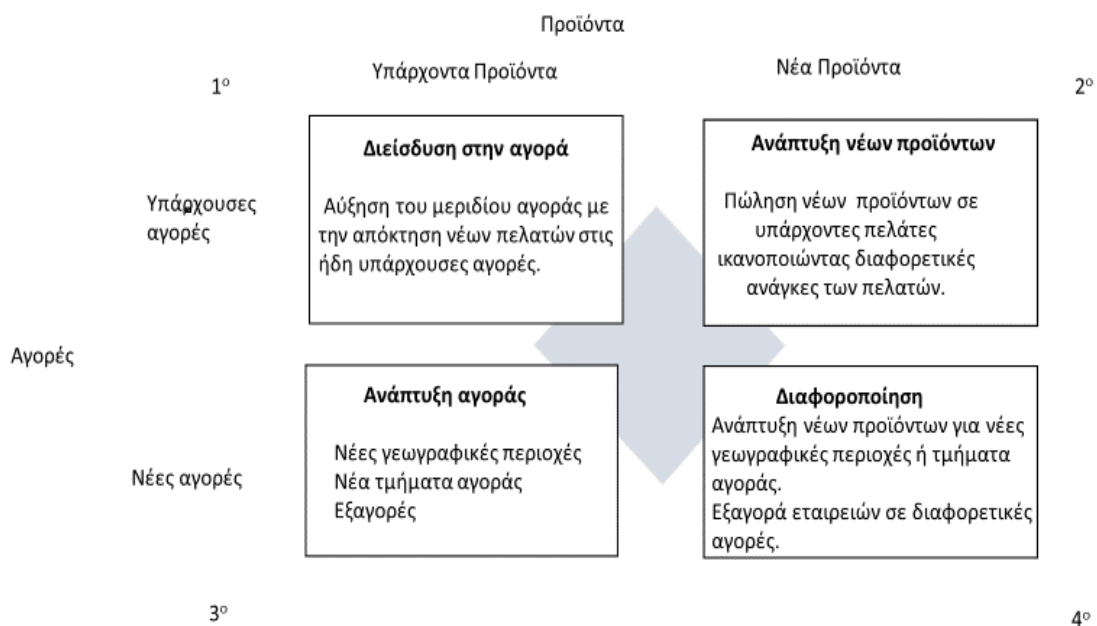 Προϊόντα
Υπάρχοντα Προϊόντα
Νέα Προϊόντα
1ο
2ο
Υπάρχουσες
αγορές
Διείσδυση στην αγορά
Αύξηση του μεριδίου αγοράς με
την απόκτηση νέων πελατών στις
ήδη υπάρχουσες αγορές.
Ανάπτυξη νέων προϊόντων
Πώληση νέων προϊόντων σε
υπάρχοντες πελάτες
ικανοποιώντας διαφορετικές
ανάγκες των πελατών.
Αγορές
Νέες αγορές
Ανάπτυξη αγοράς
Νέες γεωγραφικές περιοχές
Νέα τμήματα αγοράς
Εξαγορές
Διαφοροποίηση
Ανάπτυξη νέων προϊόντων για νέες
γεωγραφικές περιοχές ή τμήματα
αγοράς.
Εξαγορά εταιρειών σε διαφορετικές
αγορές.
3ο
4ο